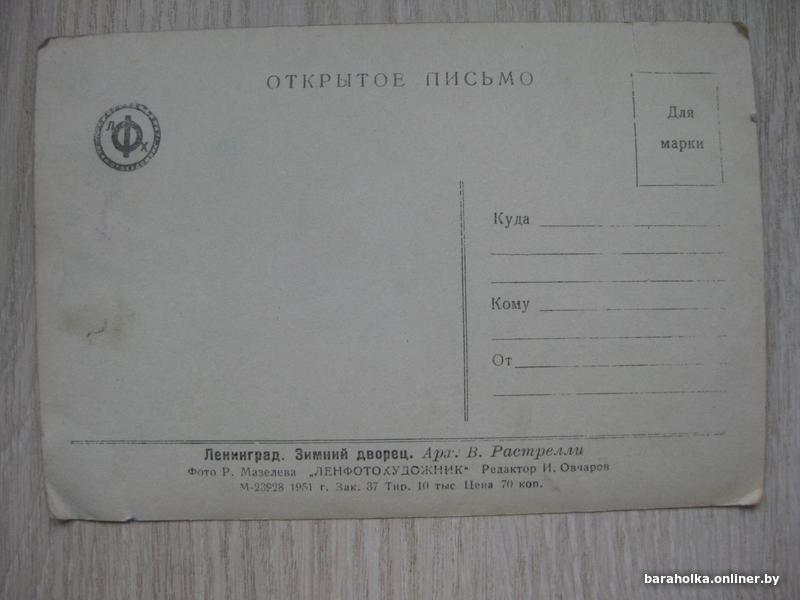 ОТКРЫТОЕ ПИСЬМО
Для
марки
ЛФХ
Куда
Кому
От
Ленинград. Зимний дворец. Арх. В. Растрелли
Фото Р. Мазелева „ЛЕНФОТОХУДОЖНИК“ Редактор И. Овчаров
М-23928 1951 г. Зак. 37 Тир. 10 тыс Цена 70 коп.
baraholka.onliner.by